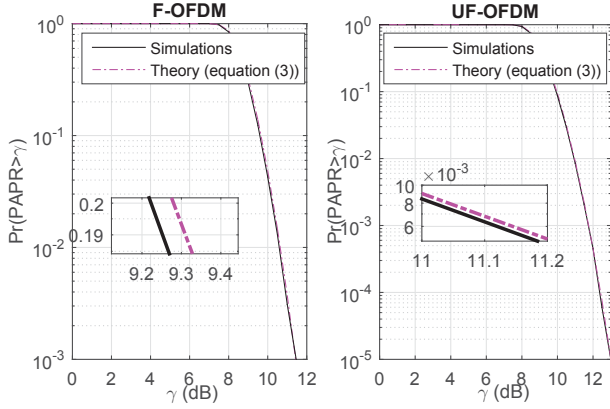 F-OFDM
UF-OFDM
Simulations
Theory (equation (3))
Simulations
Theory (equation (3))
Pr(PAPR>γ)
10^0
10^-1
10^-2
10^-3
0.2
0.19
9.2 9.3 9.4
0 2 4 6 8 10 12
γ (dB)
Pr(PAPR>γ)
10^0
10^-1
10^-2
10^-3
10^-4
10^-5
10 × 10^-3
8
6
11 11.1 11.2
0 2 4 6 8 10 12
γ (dB)